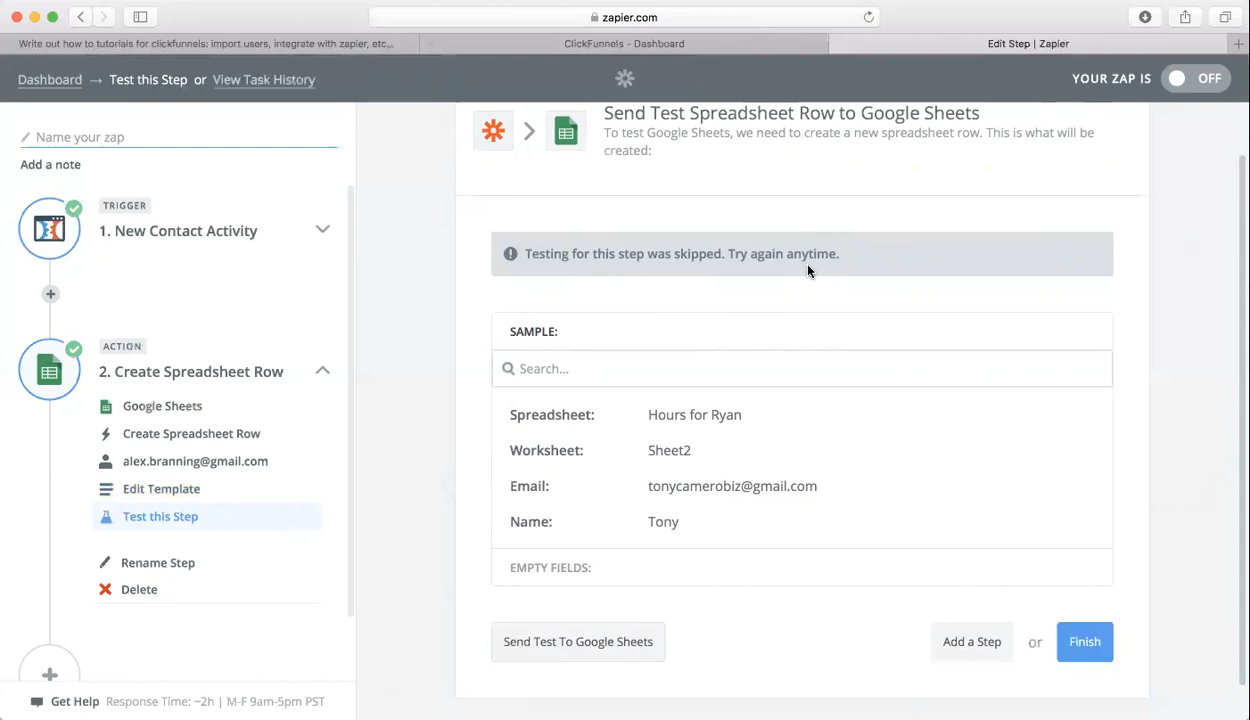 zapier.com
Write out how to tutorials for clickfunnels: import users, integrate with zapier, etc...
ClickFunnels - Dashboard
Edit Step | Zapier
Dashboard → Test this Step or View Task History
YOUR ZAP IS OFF
Name your zap
Add a note
TRIGGER
1. New Contact Activity
ACTION
2. Create Spreadsheet Row
Google Sheets
Create Spreadsheet Row
alex.branning@gmail.com
Edit Template
Test this Step
Rename Step
Delete
Get Help Response Time: ~2h | M-F 9am-5pm PST
Send Test Spreadsheet Row to Google Sheets
To test Google Sheets, we need to create a new spreadsheet row. This is what will be
created:
Testing for this step was skipped. Try again anytime.
SAMPLE:
Search...
Spreadsheet: Hours for Ryan
Worksheet: Sheet2
Email: tonycamerobiz@gmail.com
Name: Tony
EMPTY FIELDS:
Send Test To Google Sheets
Add a Step or Finish